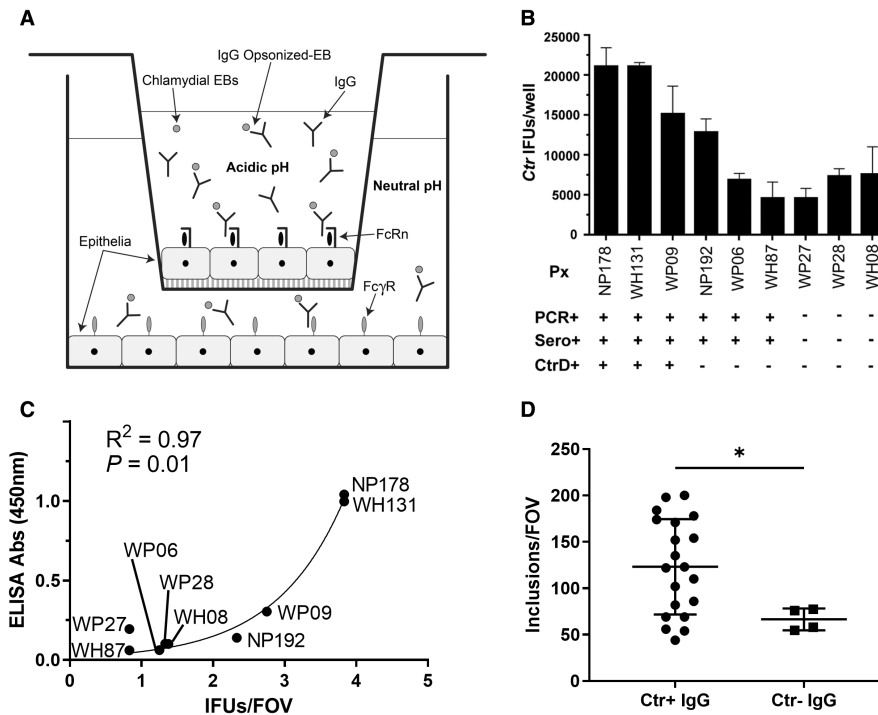 A
IgG Opsonized-EB
Chlamydial EBs
IgG
Acidic pH
Neutral pH
FcRn
Epithelia
FcγR
B
Ctr IFUs/well
25000
20000
15000
10000
5000
0
Px
NP178
WH131
WP09
NP192
WP06
WH87
WP27
WP28
WH08
PCR+ + + + + + + - - -
Sero+ + + + + + + - - -
CtrD+ + + + - - - - - -
C
R² = 0.97
P = 0.01
ELISA Abs (450nm)
1.0
0.5
0.0
NP178
WH131
WP06
WP28
WH08
WP09
WP27
NP192
WH87
0 1 2 3 4 5
IFUs/FOV
D
Inclusions/FOV
250
200
150
100
50
0
*
Ctr+ IgG
Ctr- IgG